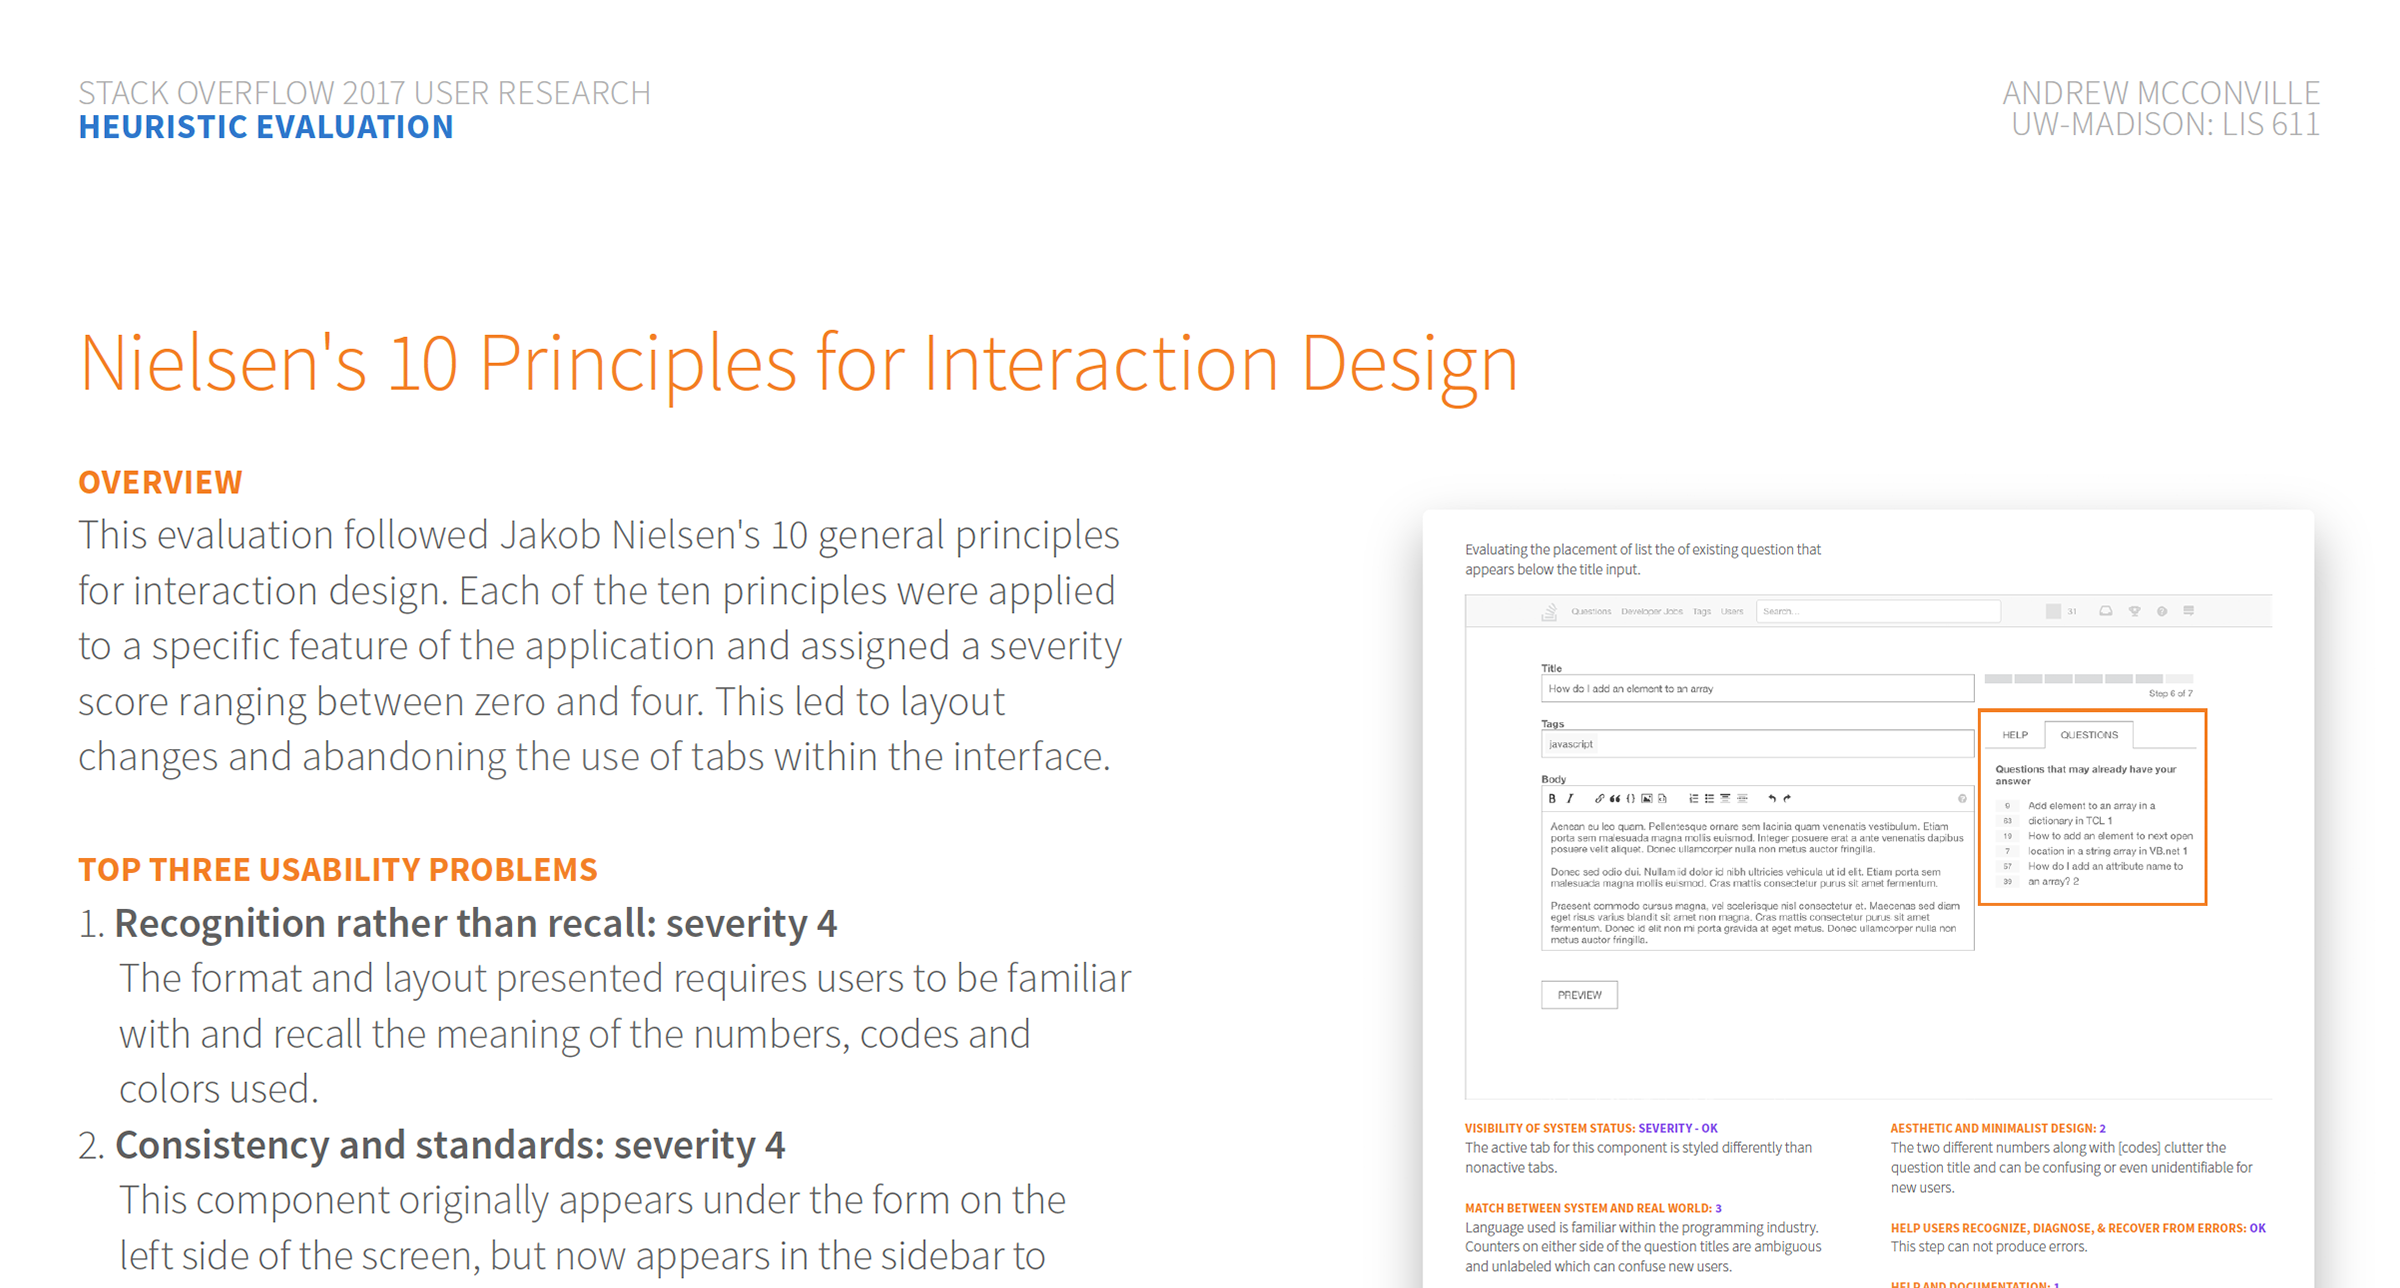 STACK OVERFLOW 2017 USER RESEARCH
HEURISTIC EVALUATION
ANDREW MCCONVILLE
UW-MADISON: LIS 611
Nielsen's 10 Principles for Interaction Design
OVERVIEW
This evaluation followed Jakob Nielsen's 10 general principles
for interaction design. Each of the ten principles were applied
to a specific feature of the application and assigned a severity
score ranging between zero and four. This led to layout
changes and abandoning the use of tabs within the interface.
TOP THREE USABILITY PROBLEMS
1. Recognition rather than recall: severity 4
The format and layout presented requires users to be familiar
with and recall the meaning of the numbers, codes and
colors used.
2. Consistency and standards: severity 4
This component originally appears under the form on the
left side of the screen, but now appears in the sidebar to
Evaluating the placement of list the of existing question that
appears below the title input.
Questions Developer Jobs Tags Users Search... 31
Title
How do I add an element to an array
Step 6 of 7
Tags
javascript
Body
B I
Aenean eu leo quam. Pellentesque ornare sem lacinia quam venenatis vestibulum. Etiam
porta sem malesuada magna mollis euismod. Integer posuere erat a ante venenatis dapibus
posuere velit aliquet. Donec ullamcorper nulla non metus auctor fringilla.
Donec sed odio dui. Nullam id dolor id nibh ultricies vehicula ut id elit. Etiam porta sem
malesuada magna mollis euismod. Cras mattis consectetur purus sit amet fermentum.
Praesent commodo cursus magna, vel scelerisque nisl consectetur et. Maecenas sed diam
eget risus varius blandit sit amet non magna. Cras mattis consectetur purus sit amet
fermentum. Donec id elit non mi porta gravida at eget metus. Donec ullamcorper nulla non
metus auctor fringilla.
PREVIEW
HELP QUESTIONS
Questions that may already have your
answer
9 Add element to an array in a
63 dictionary in TCL 1
19 How to add an element to next open
7 location in a string array in VB.net 1
57 How do I add an attribute name to
39 an array? 2
VISIBILITY OF SYSTEM STATUS: SEVERITY - OK
The active tab for this component is styled differently than
nonactive tabs.
MATCH BETWEEN SYSTEM AND REAL WORLD: 3
Language used is familiar within the programming industry.
Counters on either side of the question titles are ambiguous
and unlabeled which can confuse new users.
AESTHETIC AND MINIMALIST DESIGN: 2
The two different numbers along with [codes] clutter the
question title and can be confusing or even unidentifiable for
new users.
HELP USERS RECOGNIZE, DIAGNOSE, & RECOVER FROM ERRORS: OK
This step can not produce errors.
HELP AND DOCUMENTATION: 1